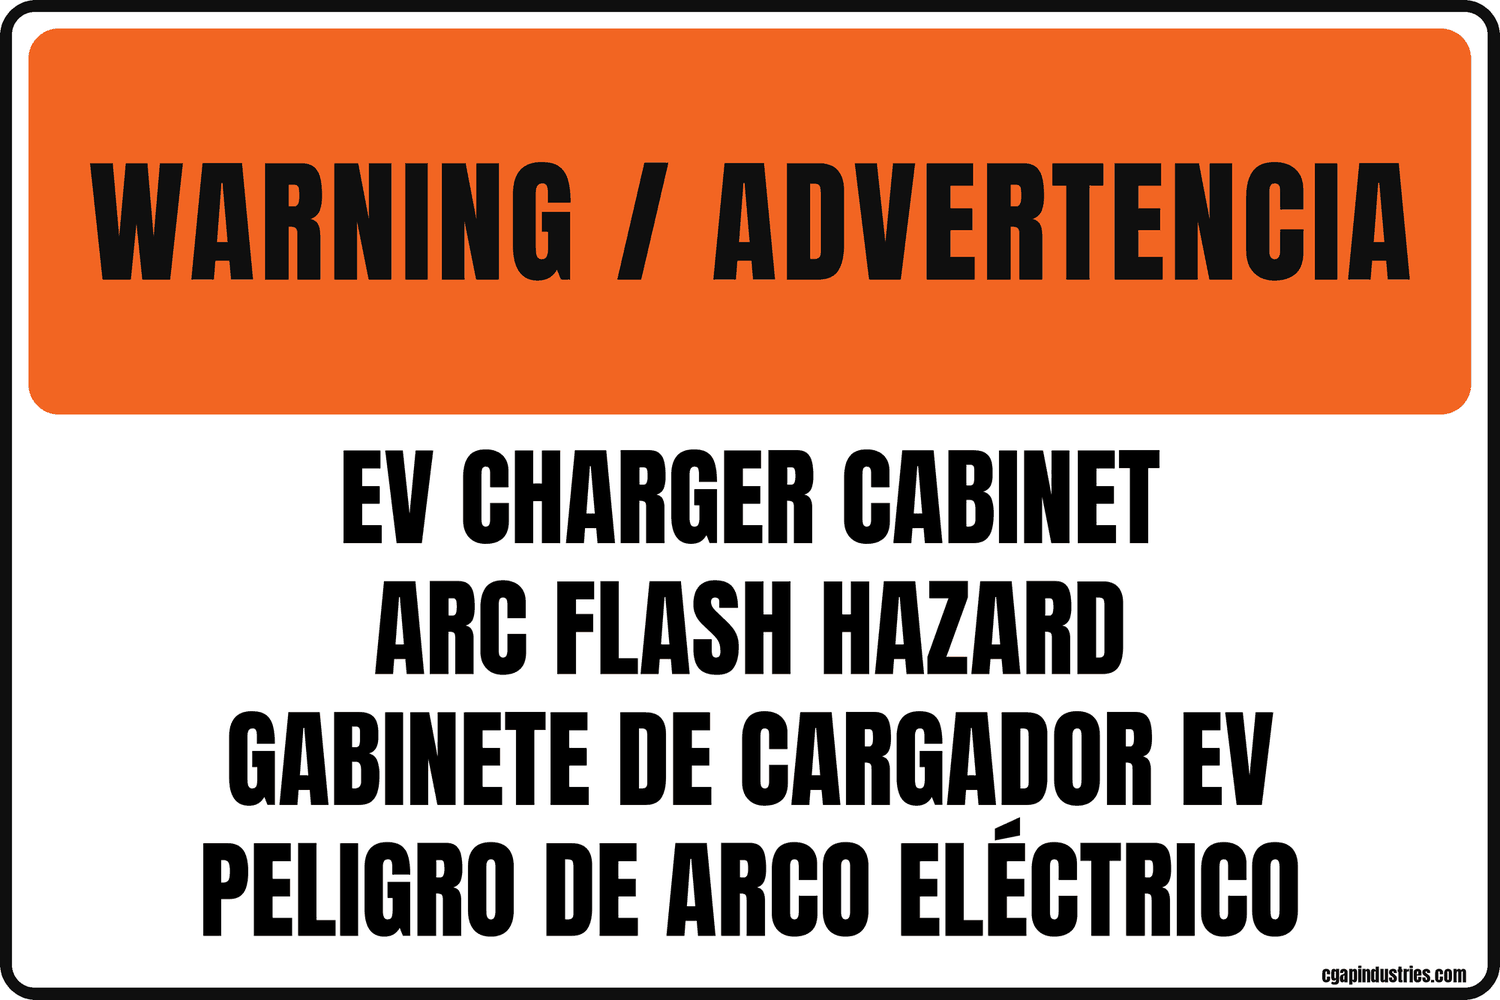 WARNING / ADVERTENCIA
EV CHARGER CABINET
ARC FLASH HAZARD
GABINETE DE CARGADOR EV
PELIGRO DE ARCO ELÉCTRICO
cgapindustries.com